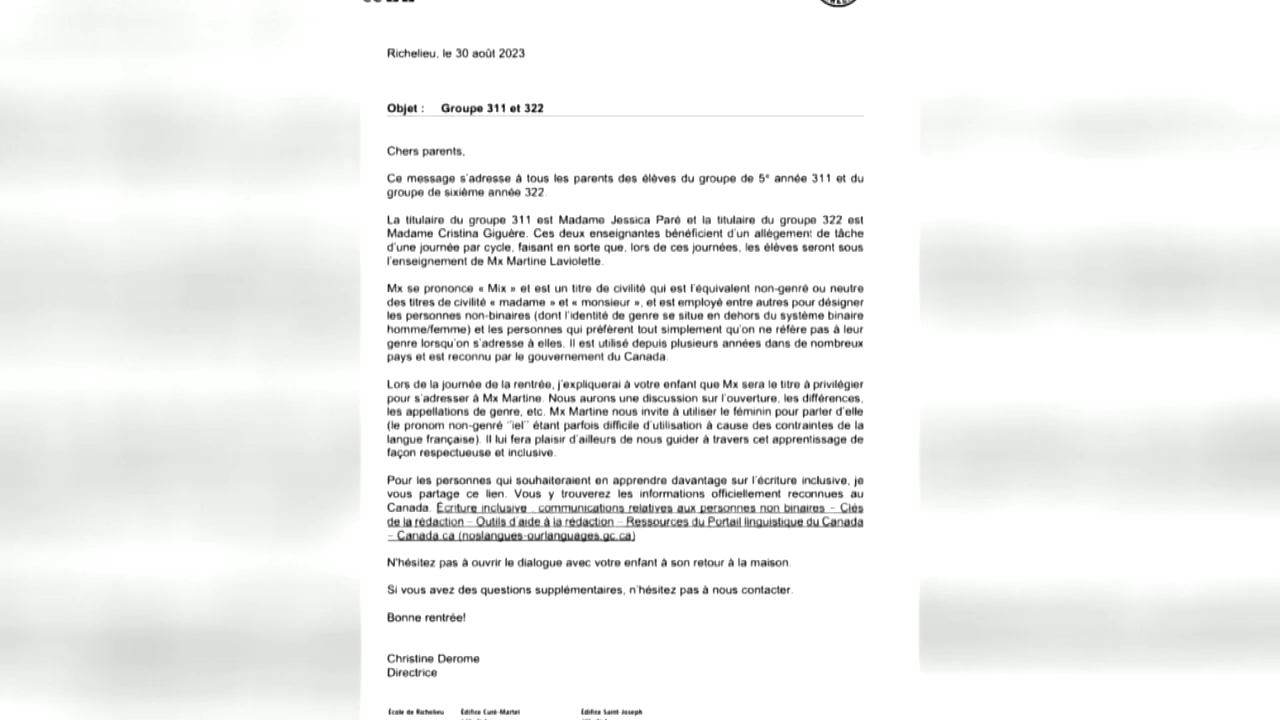 Richelieu, le 30 août 2023
Objet : Groupe 311 et 322
Chers parents,
Ce message s'adresse à tous les parents des élèves du groupe de 5e année 311 et du
groupe de sixième année 322.
La titulaire du groupe 311 est Madame Jessica Paré et la titulaire du groupe 322 est
Madame Cristina Giguère. Ces deux enseignantes bénéficient d'un allègement de tâche
d'une journée par cycle, faisant en sorte que, lors de ces journées, les élèves seront sous
l'enseignement de Mx Martine Laviolette.
Mx se prononce « Mix » et est un titre de civilité qui est l'équivalent non-genré ou neutre
des titres de civilité « madame » et « monsieur », et est employé entre autres pour désigner
les personnes non-binaires (dont l'identité de genre se situe en dehors du système binaire
homme/femme) et les personnes qui préfèrent tout simplement qu'on ne réfère pas à leur
genre lorsqu'on s'adresse à elles. Il est utilisé depuis plusieurs années dans de nombreux
pays et est reconnu par le gouvernement du Canada.
Lors de la journée de la rentrée, j'expliquerai à votre enfant que Mx sera le titre à privilégier
pour s'adresser à Mx Martine. Nous aurons une discussion sur l'ouverture, les différences,
les appellations de genre, etc. Mx Martine nous invite à utiliser le féminin pour parler d'elle
(le pronom non-genré "iel" étant parfois difficile d'utilisation à cause des contraintes de la
langue française). Il lui fera plaisir d'ailleurs de nous guider à travers cet apprentissage de
façon respectueuse et inclusive.
Pour les personnes qui souhaiteraient en apprendre davantage sur l'écriture inclusive, je
vous partage ce lien. Vous y trouverez les informations officiellement reconnues au
Canada. Écriture inclusive : communications relatives aux personnes non binaires – Clés
de la rédaction – Outils d'aide à la rédaction – Ressources du Portail linguistique du Canada
– Canada.ca (noslangues-ourlanguages.gc.ca)
N'hésitez pas à ouvrir le dialogue avec votre enfant à son retour à la maison.
Si vous avez des questions supplémentaires, n'hésitez pas à nous contacter.
Bonne rentrée!
Christine Derome
Directrice
École de Richelieu Édifice Curé-Martel Édifice Saint-Joseph